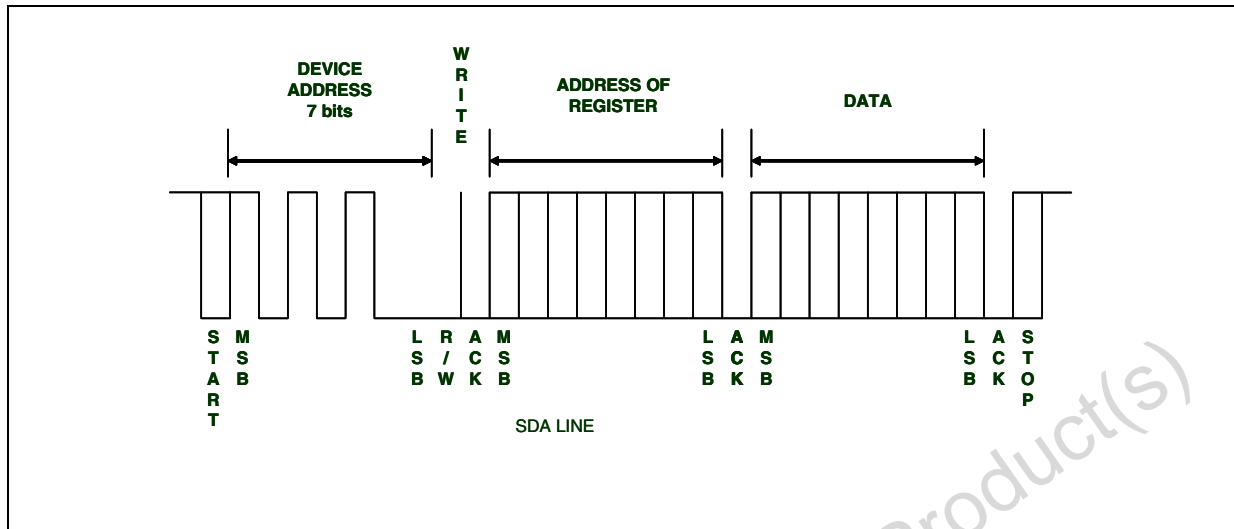 DEVICE
ADDRESS
7 bits
WRITE
ADDRESS OF
REGISTER
DATA
START
MSB
LSB
R/W
ACK
MSB
LSB
ACK
MSB
LSB
ACK
STOP
SDA LINE
Product(s)